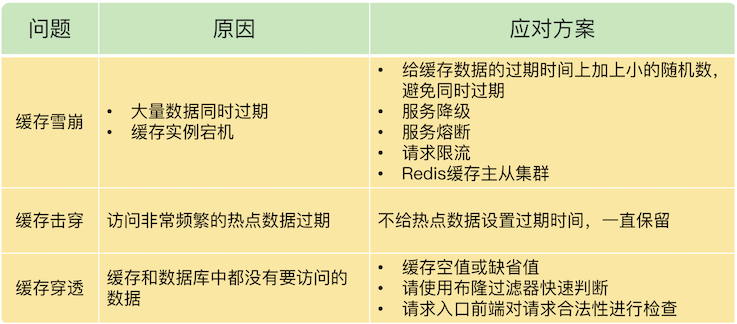 问题
原因
应对方案
缓存雪崩
• 大量数据同时过期
• 缓存实例宕机
• 给缓存数据的过期时间上加上小的随机数，
避免同时过期
• 服务降级
• 服务熔断
• 请求限流
• Redis缓存主从集群
缓存击穿
访问非常频繁的热点数据过期
不给热点数据设置过期时间，一直保留
缓存穿透
缓存和数据库中都没有要访问的
数据
• 缓存空值或缺省值
• 请使用布隆过滤器快速判断
• 请求入口前端对请求合法性进行检查